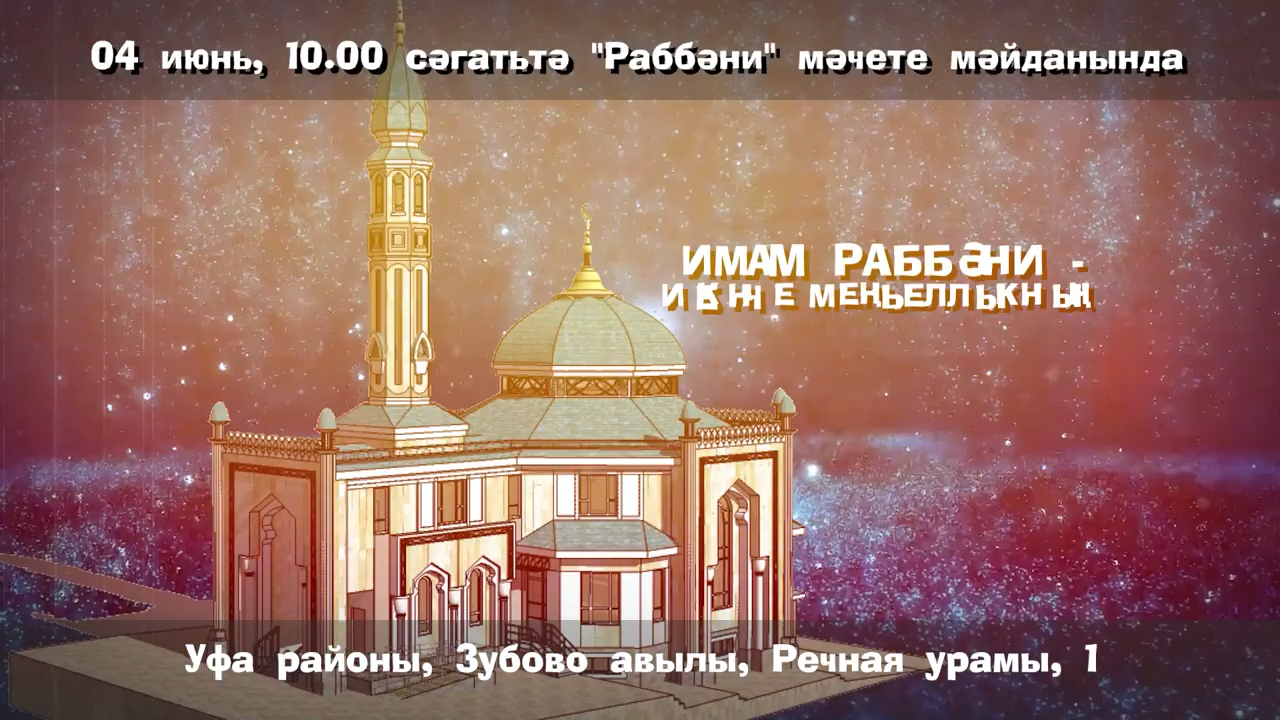 04 июнь, 10.00 сәгатьтә "Раббәни" мәчете мәйданында
ИМАМ РАББӘНИ -
Уфа районы, Зубово авылы, Речная урамы, 1